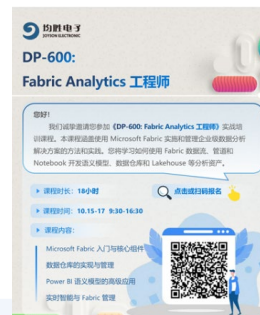 均胜电子
JOYSON ELECTRONIC
DP-600:
Fabric Analytics 工程师
您好!
我们诚挚邀请您参加《DP-600: Fabric Analytics 工程师》实战培
训课程。本课程涵盖使用 Microsoft Fabric 实施和管理企业级数据分析
解决方案的方法和实践。您将学习如何使用 Fabric 数据流、管道和
Notebook 开发语义模型、数据仓库和 Lakehouse 等分析资产。
课程时长:18小时
点击或扫码报名
课程时间:10.15-17 9:30-16:30
课程内容:
Microsoft Fabric 入门与核心组件
数据仓库的实现与管理
Power BI 语义模型的高级应用
实时智能与 Fabric 管理